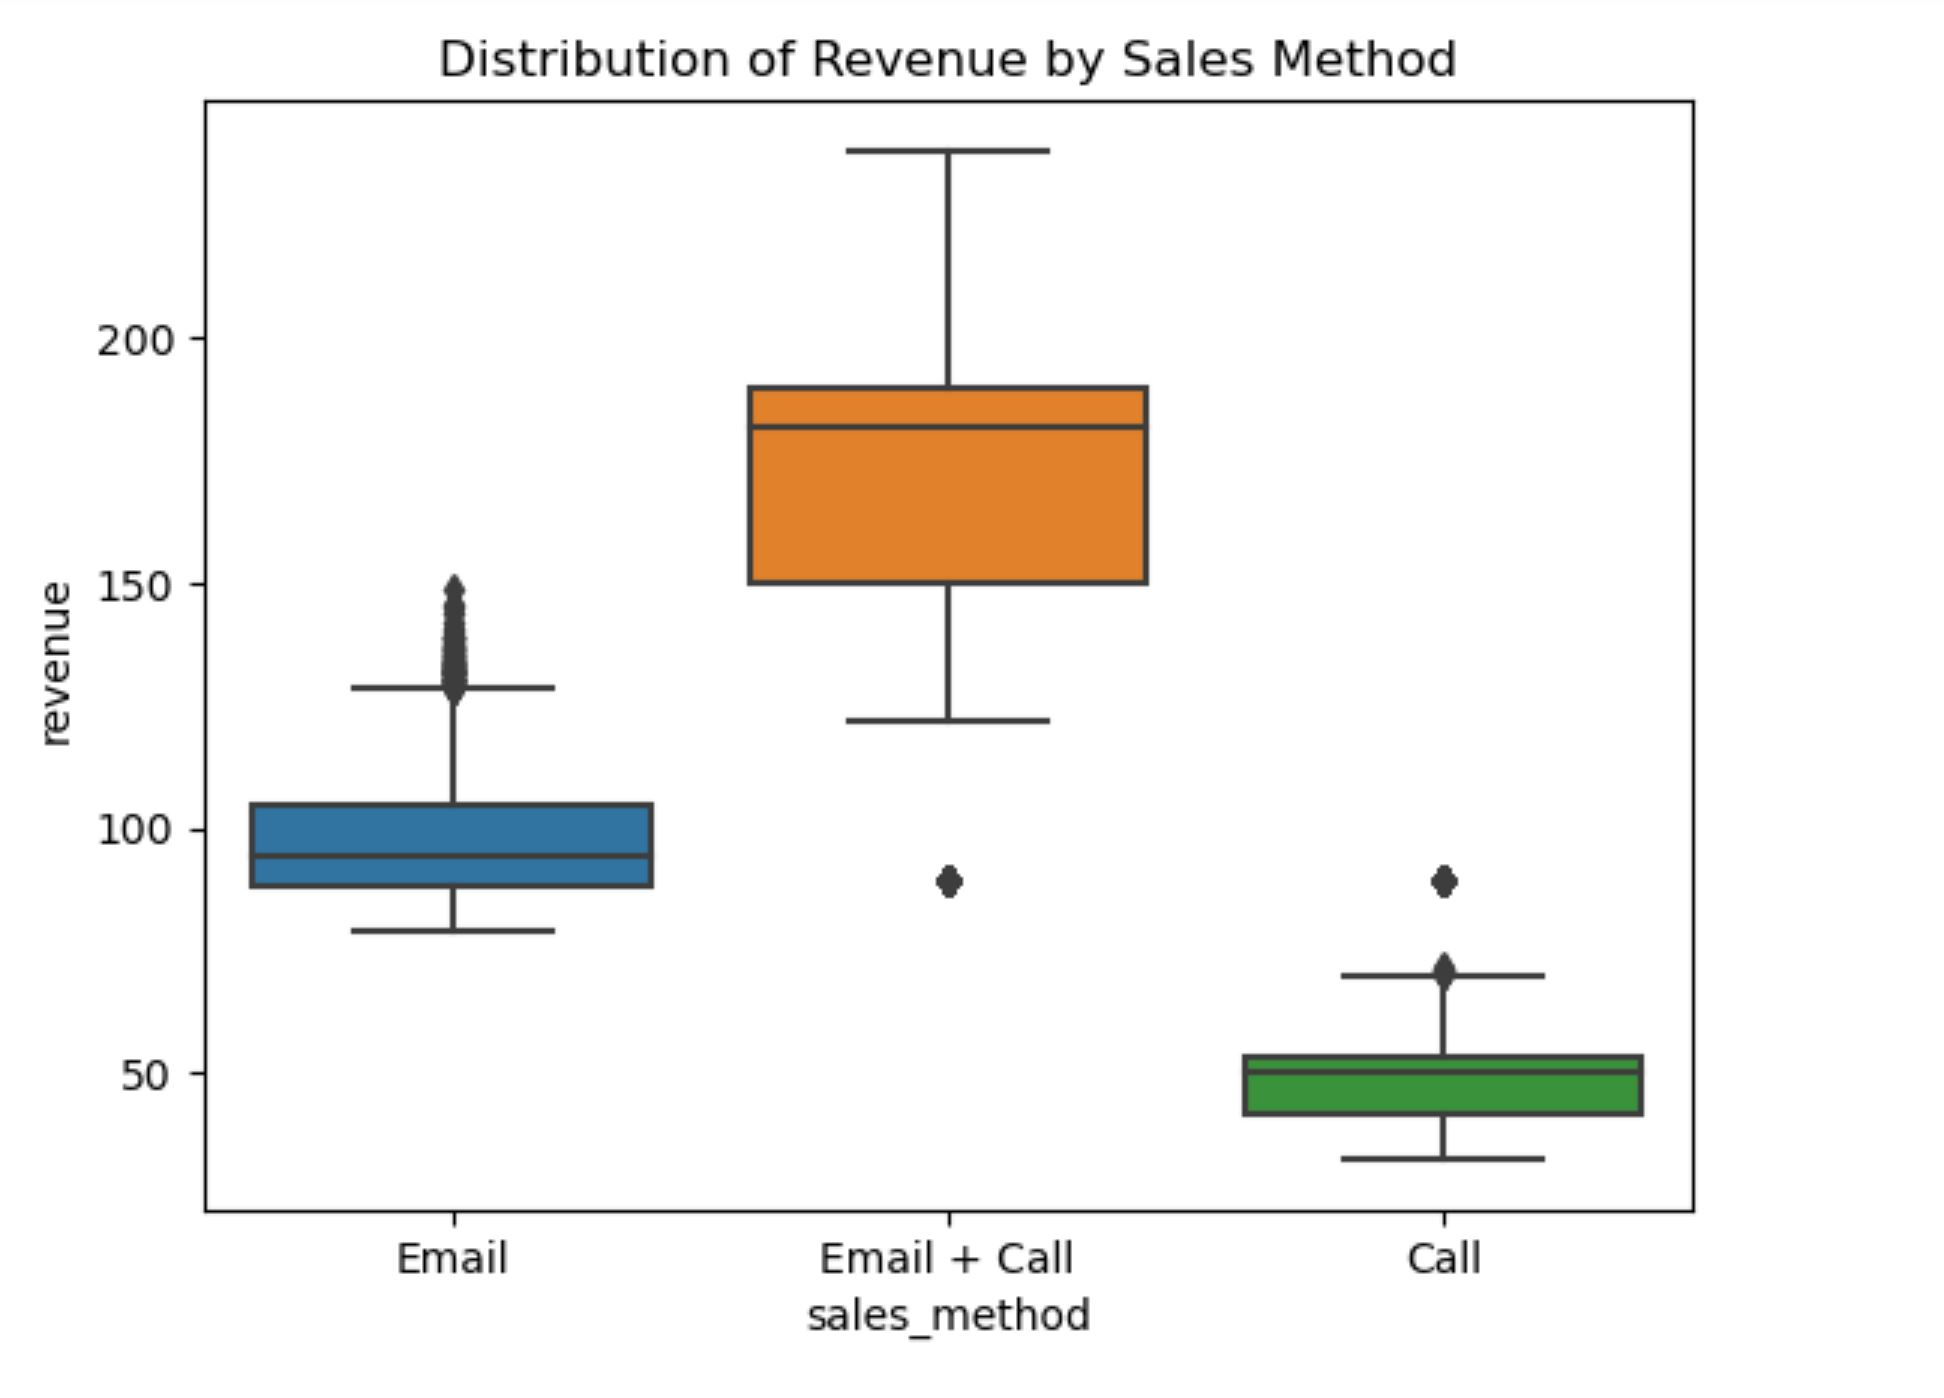 Distribution of Revenue by Sales Method
revenue
200
150
100
50
Email
Email + Call
Call
sales_method